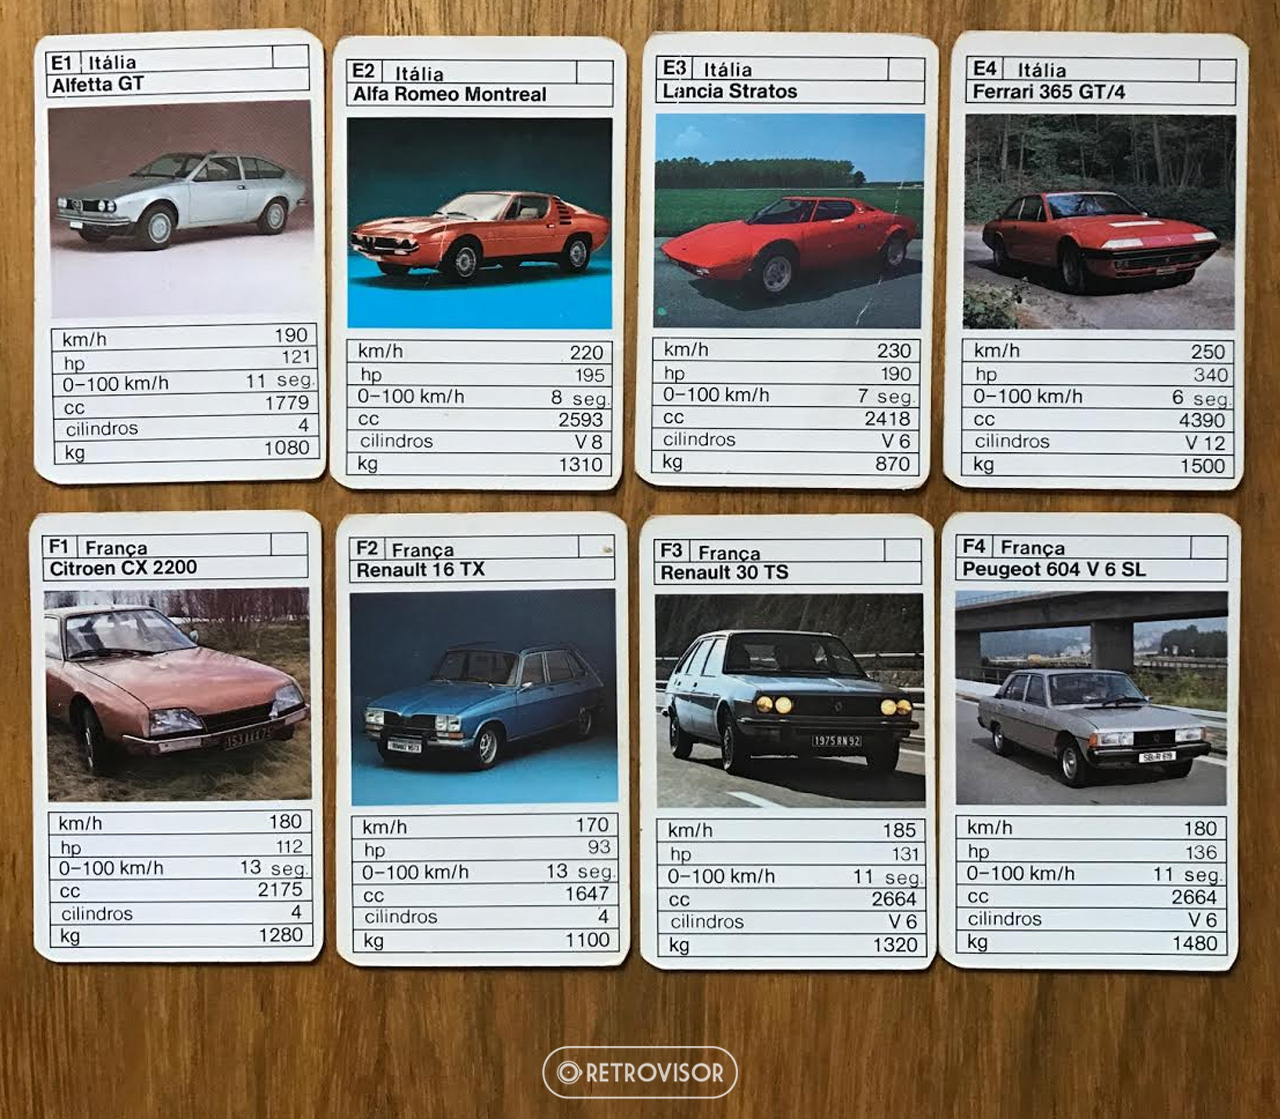 E1 Itália
Alfetta GT
km/h 190
hp 121
0-100 km/h 11 seg.
cc 1779
cilindros 4
kg 1080
E2 Itália
Alfa Romeo Montreal
km/h 220
hp 195
0-100 km/h 8 seg.
cc 2593
cilindros V 8
kg 1310
E3 Itália
Lancia Stratos
km/h 230
hp 190
0-100 km/h 7 seg.
cc 2418
cilindros V 6
kg 870
E4 Itália
Ferrari 365 GT/4
km/h 250
hp 340
0-100 km/h 6 seg.
cc 4390
cilindros V 12
kg 1500
F1 França
Citroen CX 2200
km/h 180
hp 112
0-100 km/h 13 seg.
cc 2175
cilindros 4
kg 1280
F2 França
Renault 16 TX
km/h 170
hp 93
0-100 km/h 13 seg.
cc 1647
cilindros 4
kg 1100
F3 França
Renault 30 TS
1975 RN 92
km/h 185
hp 131
0-100 km/h 11 seg.
cc 2664
cilindros V 6
kg 1320
F4 França
Peugeot 604 V 6 SL
SB-R 619
km/h 180
hp 136
0-100 km/h 11 seg.
cc 2664
cilindros V 6
kg 1480
RETROVISOR